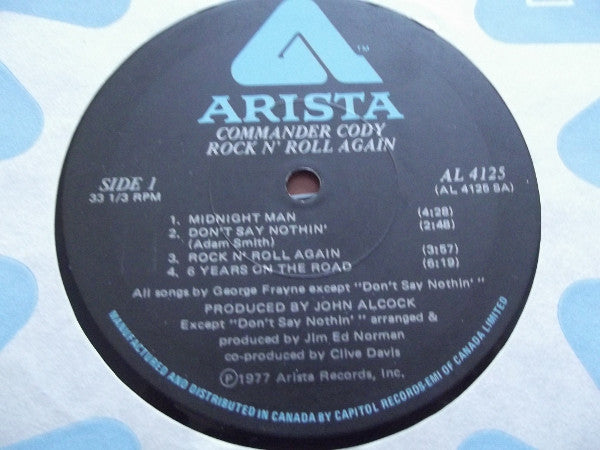 ™
ARISTA
COMMANDER CODY
ROCK N' ROLL AGAIN
SIDE 1
33 1/3 RPM
AL 4125
(AL 4125 SA)
1. MIDNIGHT MAN (4:28)
2. DON'T SAY NOTHIN' (2:48)
(Adam Smith)
3. ROCK N' ROLL AGAIN (3:57)
4. 6 YEARS ON THE ROAD (6:19)
All songs by George Frayne except "Don't Say Nothin' "
PRODUCED BY JOHN ALCOCK
Except "Don't Say Nothin' " arranged &
produced by Jim Ed Norman
co-produced by Clive Davis
℗1977 Arista Records, Inc.
MANUFACTURED AND DISTRIBUTED IN CANADA BY CAPITOL RECORDS-EMI OF CANADA LIMITED